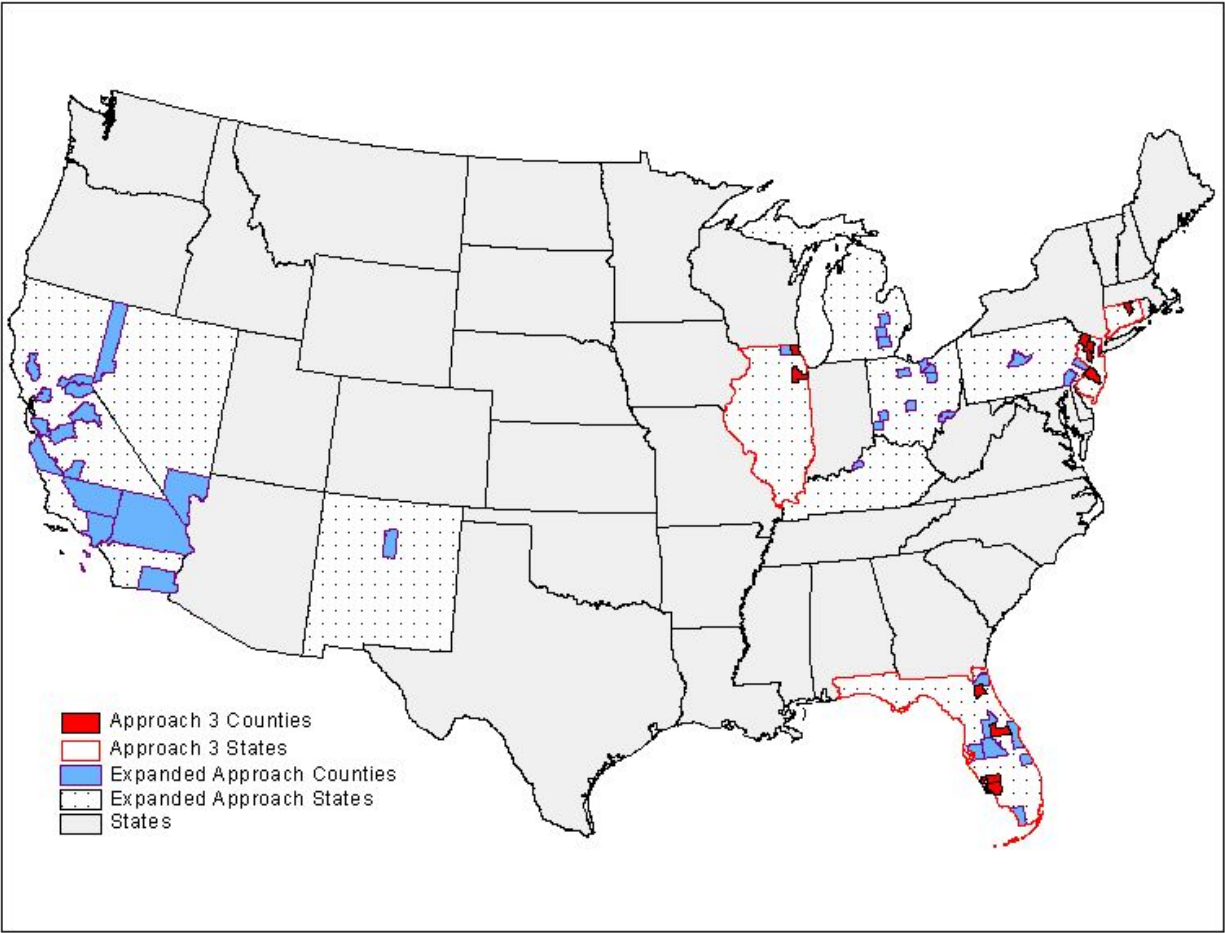 Approach 3 Counties
Approach 3 States
Expanded Approach Counties
Expanded Approach States
States